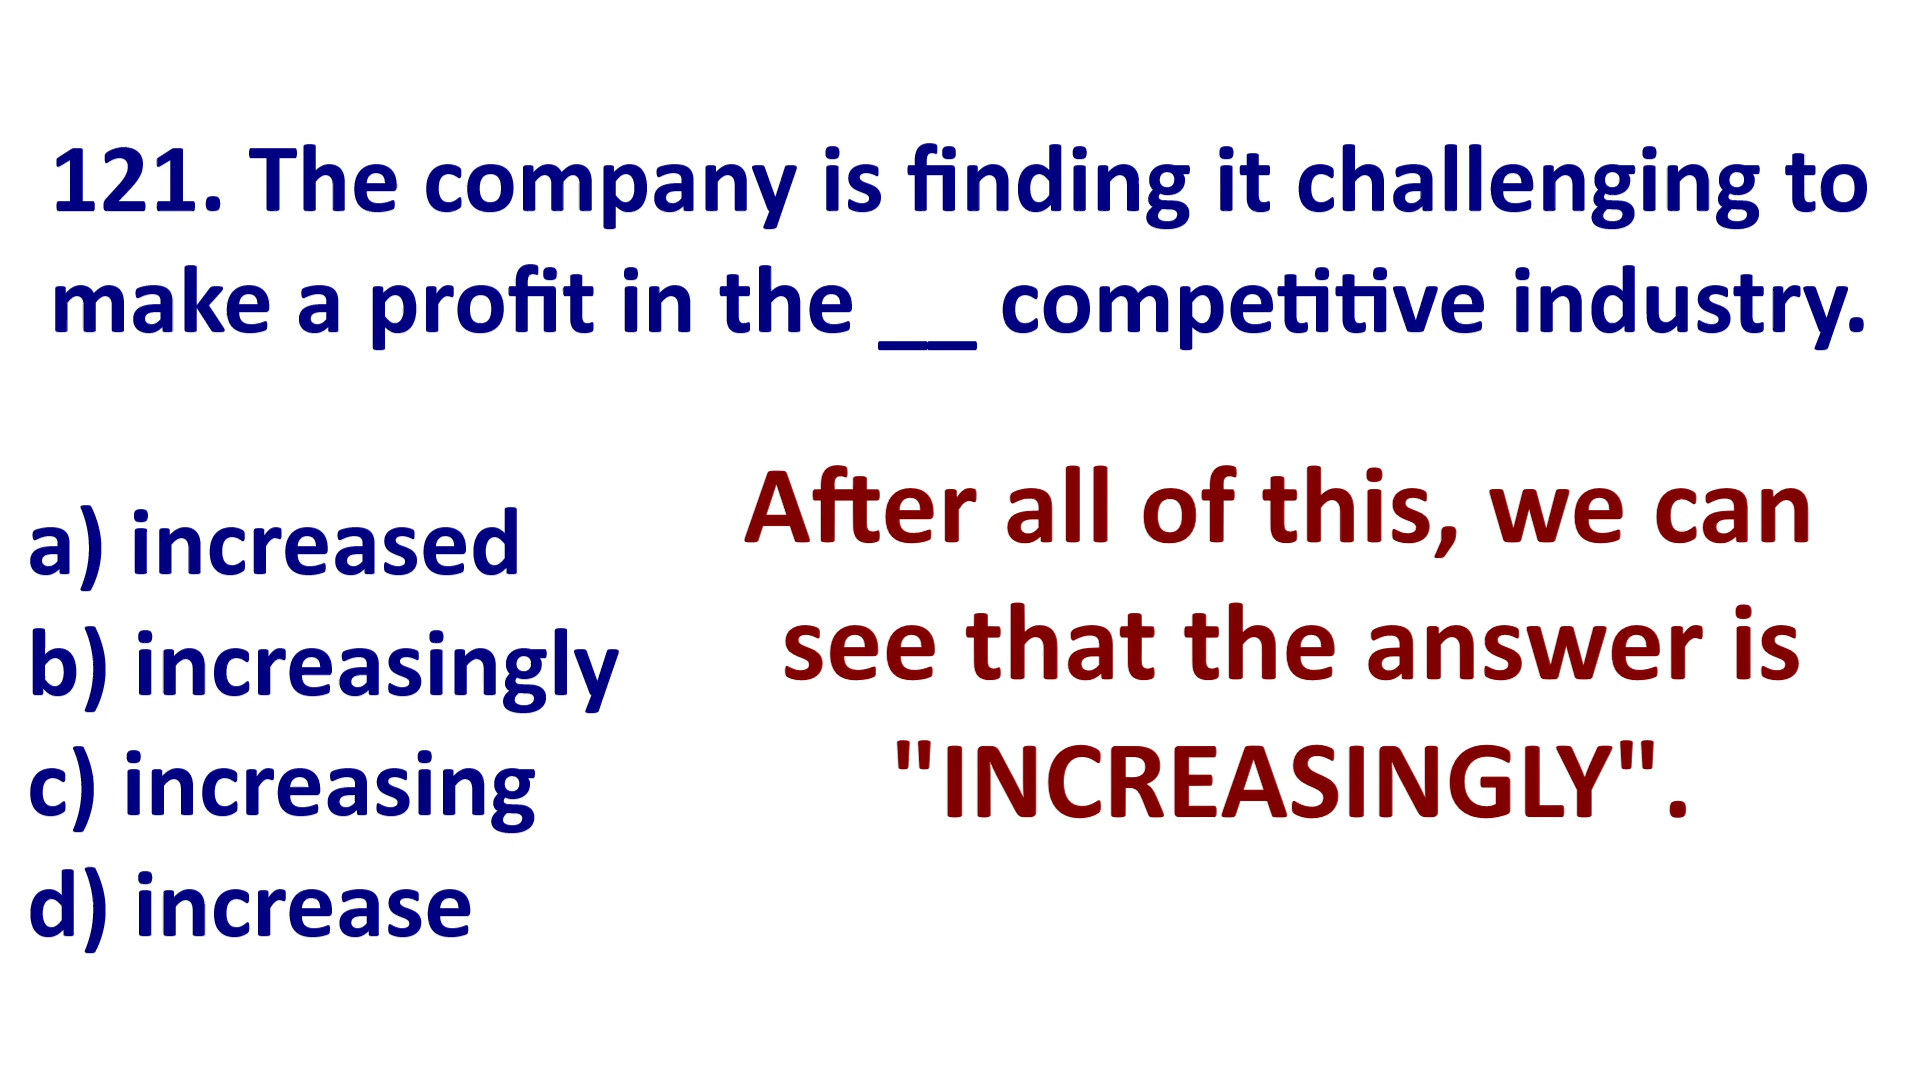 121. The company is finding it challenging to
make a profit in the __ competitive industry.
a) increased
b) increasingly
c) increasing
d) increase
After all of this, we can
see that the answer is
"INCREASINGLY".